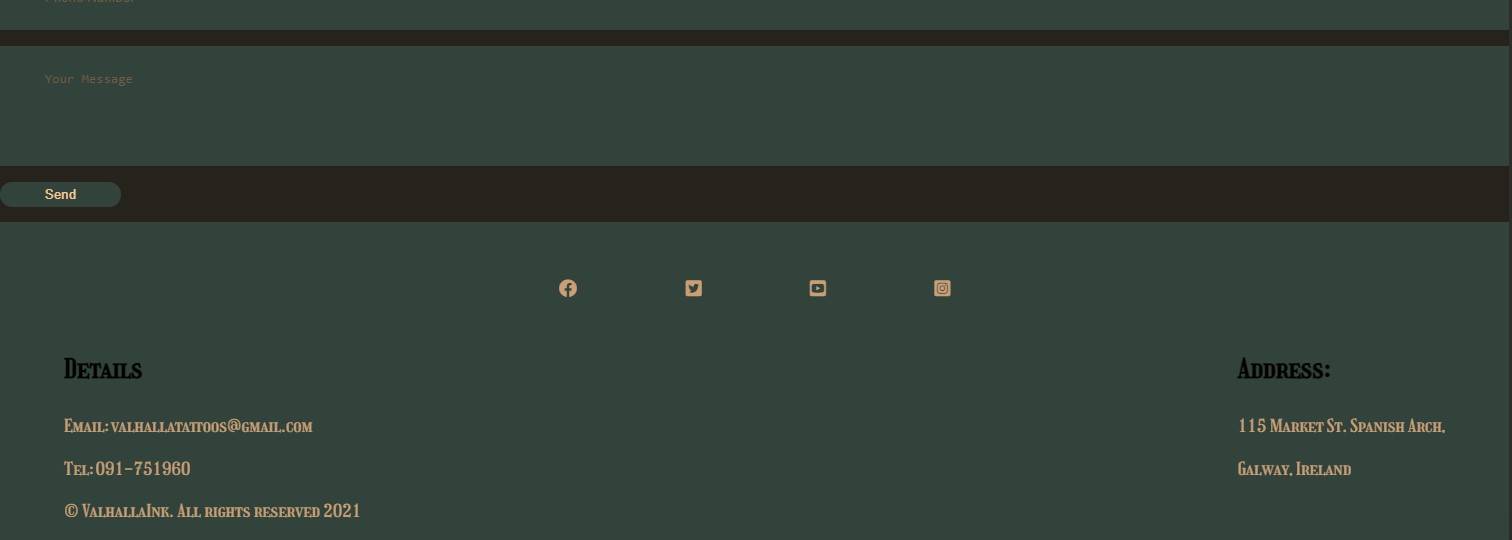 Phone Number
Your Message
Send
Details
Email: valhallatattoos@gmail.com
Tel: 091-751960
© ValhallaInk. All rights reserved 2021
Address:
115 Market St. Spanish Arch,
Galway, Ireland